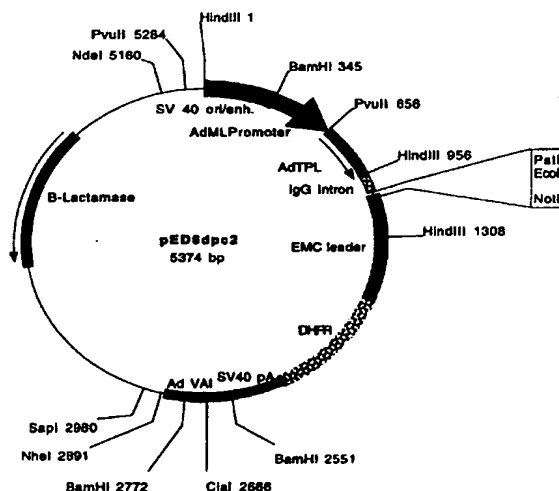 HindIII 1
PvuII 5284
NdeI 5160
BamHI 345
SV 40 ori/enh.
PvuII 658
AdMLPromoter
HindIII 956
AdTPL
IgG Intron
PstI
EcoRI
NotI
B-Lactamase
pED6dpc2
5374 bp
EMC leader
HindIII 1308
DHFR
Ad VAI
SV40 pA
SapI 2980
NheI 2891
BamHI 2772
ClaI 2666
BamHI 2551